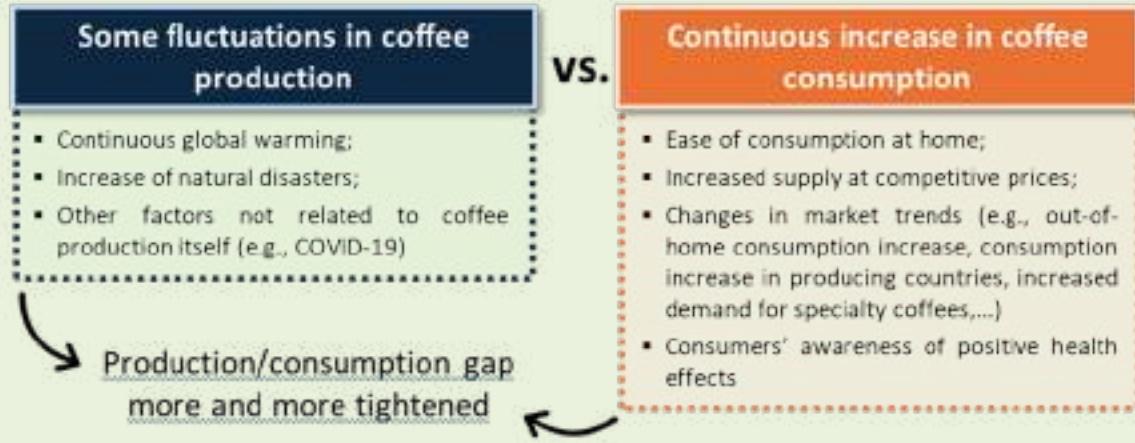 Some fluctuations in coffee
production
vs.
Continuous increase in coffee
consumption
▪ Continuous global warming;
▪ Increase of natural disasters;
▪ Other factors not related to coffee
production itself (e.g., COVID-19)
▪ Ease of consumption at home;
▪ Increased supply at competitive prices;
▪ Changes in market trends (e.g., out-of-
home consumption increase, consumption
increase in producing countries, increased
demand for specialty coffees,...)
▪ Consumers' awareness of positive health
effects
Production/consumption gap
more and more tightened